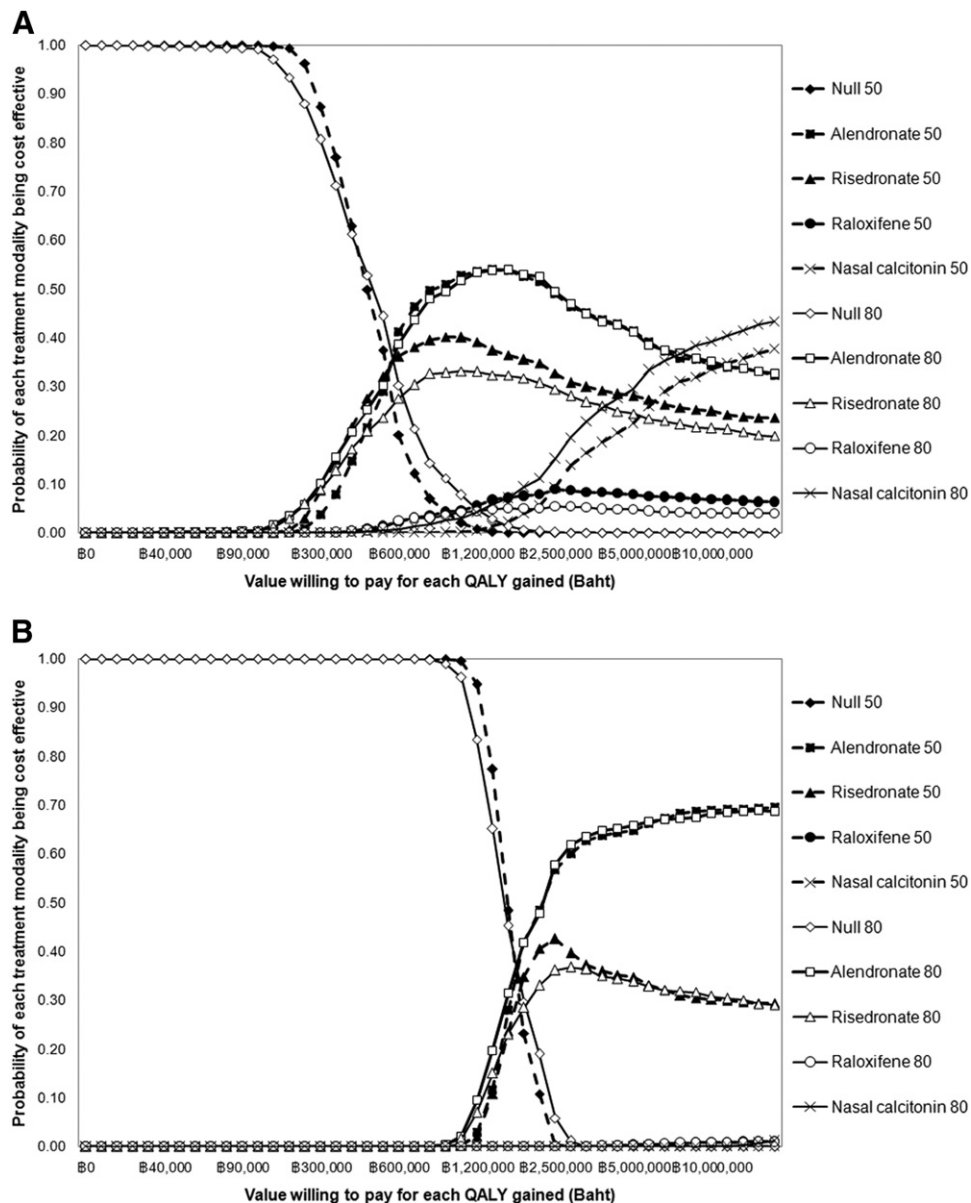 A
Probability of each treatment modality being cost effective
1.00
0.90
0.80
0.70
0.60
0.50
0.40
0.30
0.20
0.10
0.00
฿0 ฿40,000 ฿90,000 ฿300,000 ฿600,000 ฿1,200,000 ฿2,500,000 ฿5,000,000 ฿10,000,000
Value willing to pay for each QALY gained (Baht)
Null 50
Alendronate 50
Risedronate 50
Raloxifene 50
Nasal calcitonin 50
Null 80
Alendronate 80
Risedronate 80
Raloxifene 80
Nasal calcitonin 80
B
Probability of each treatment modality being cost effective
1.00
0.90
0.80
0.70
0.60
0.50
0.40
0.30
0.20
0.10
0.00
฿0 ฿40,000 ฿90,000 ฿300,000 ฿600,000 ฿1,200,000 ฿2,500,000 ฿5,000,000 ฿10,000,000
Value willing to pay for each QALY gained (Baht)
Null 50
Alendronate 50
Risedronate 50
Raloxifene 50
Nasal calcitonin 50
Null 80
Alendronate 80
Risedronate 80
Raloxifene 80
Nasal calcitonin 80